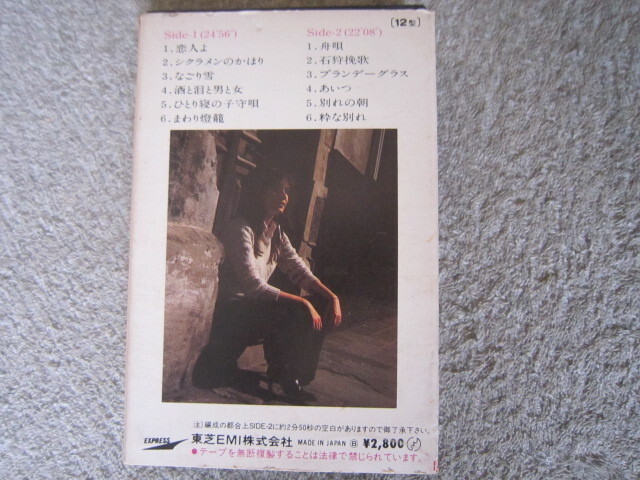 〔12型〕
Side-1(24'56")
1. 恋人よ
2. シクラメンのかほり
3. なごり雪
4. 酒と泪と男と女
5. ひとり寝の子守唄
6. まわり燈籠
Side-2(22'08")
1. 舟唄
2. 石狩挽歌
3. ブランデーグラス
4. あいつ
5. 別れの朝
6. 粋な別れ
注)編成の都合上SIDE-2に約2分50秒の空白がありますので御了承下さい。
EXPRESS 東芝EMI株式会社 MADE IN JAPAN Ⓑ ¥2,800
●テープを無断複製することは法律で禁じられています。